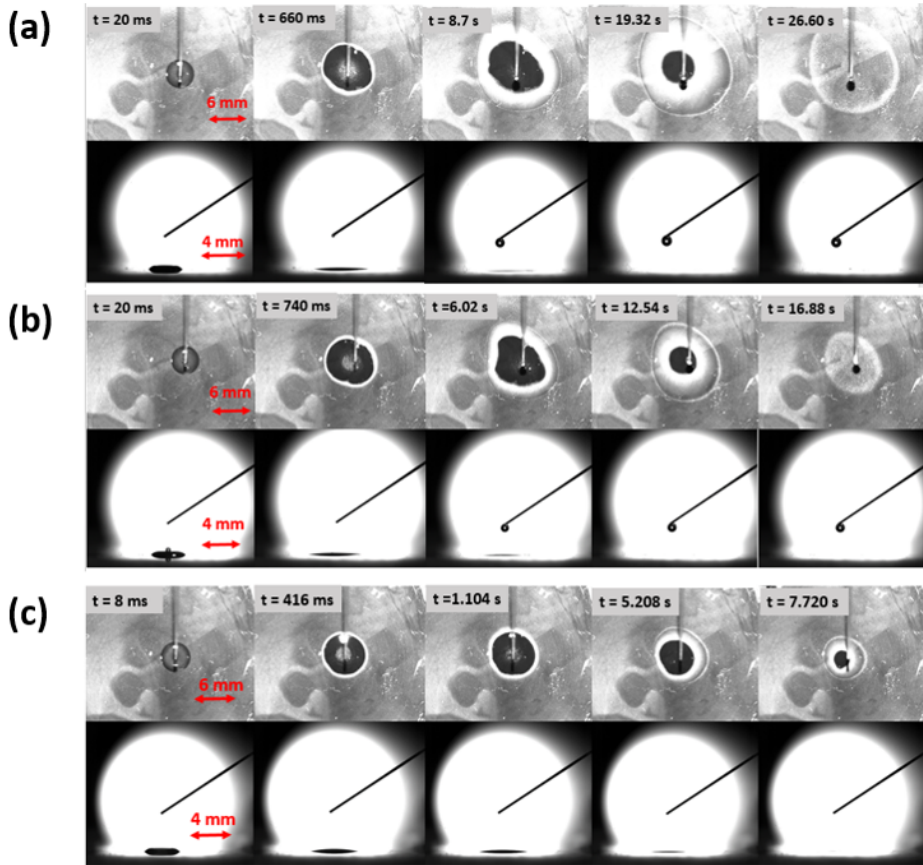 (a)
t = 20 ms
t = 660 ms
t = 8.7 s
t = 19.32 s
t = 26.60 s
6 mm
4 mm
(b)
t = 20 ms
t = 740 ms
t =6.02 s
t = 12.54 s
t = 16.88 s
6 mm
4 mm
(c)
t = 8 ms
t = 416 ms
t =1.104 s
t = 5.208 s
t = 7.720 s
6 mm
4 mm